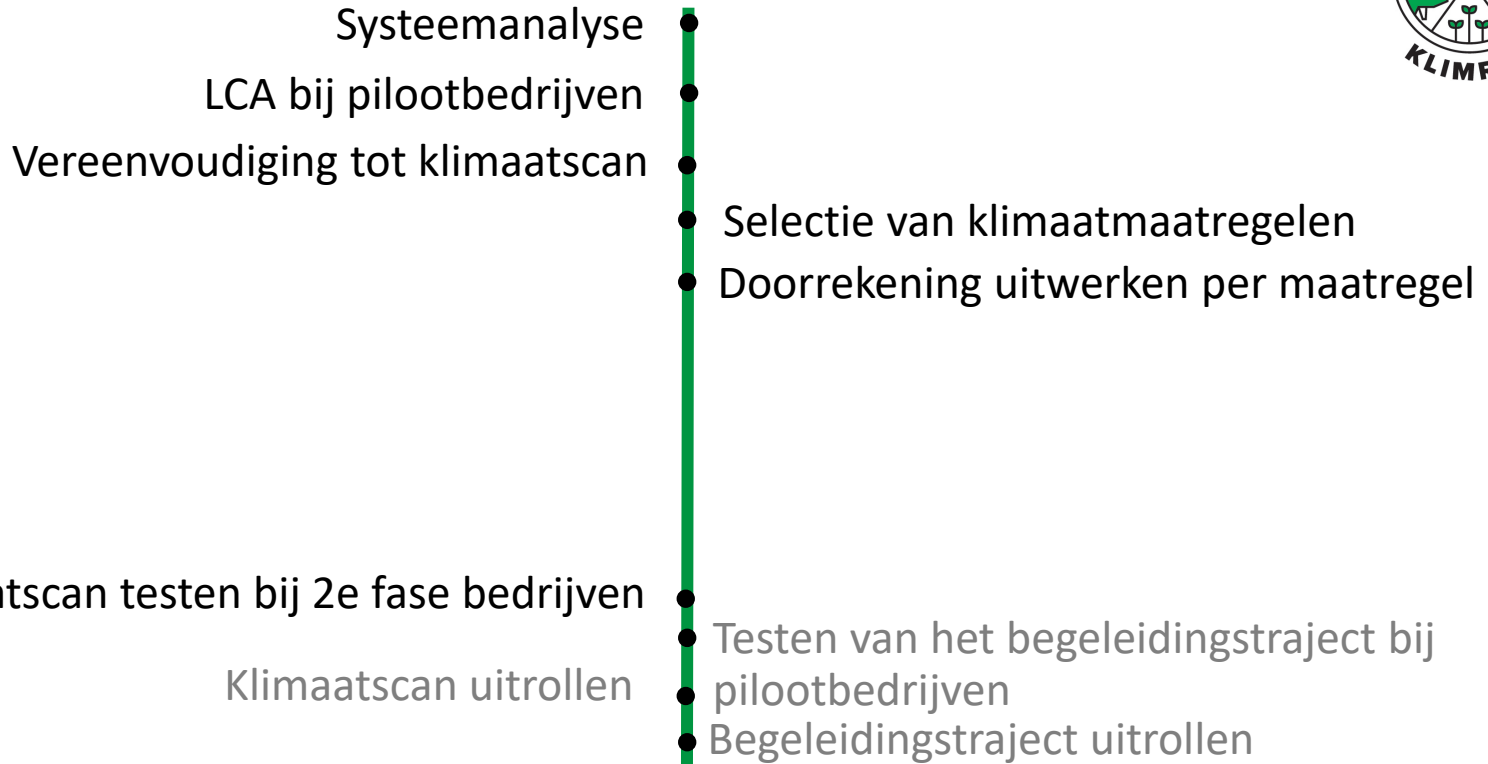 Systeemanalyse
LCA bij pilootbedrijven
Vereenvoudiging tot klimaatscan
Selectie van klimaatmaatregelen
Doorrekening uitwerken per maatregel
testen bij 2e fase bedrijven
Testen van het begeleidingstraject bij
pilootbedrijven
Klimaatscan uitrollen
Begeleidingstraject uitrollen